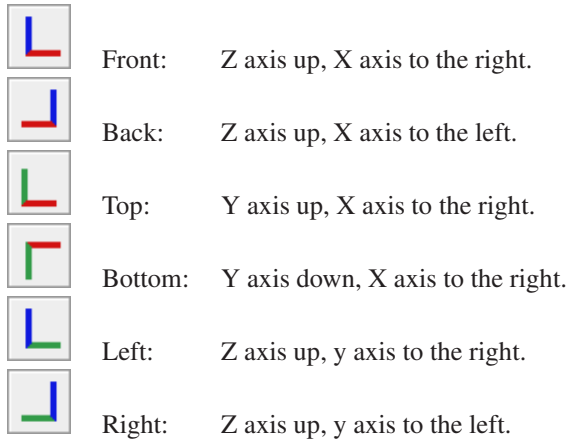 Front: Z axis up, X axis to the right.
Back: Z axis up, X axis to the left.
Top: Y axis up, X axis to the right.
Bottom: Y axis down, X axis to the right.
Left: Z axis up, y axis to the right.
Right: Z axis up, y axis to the left.